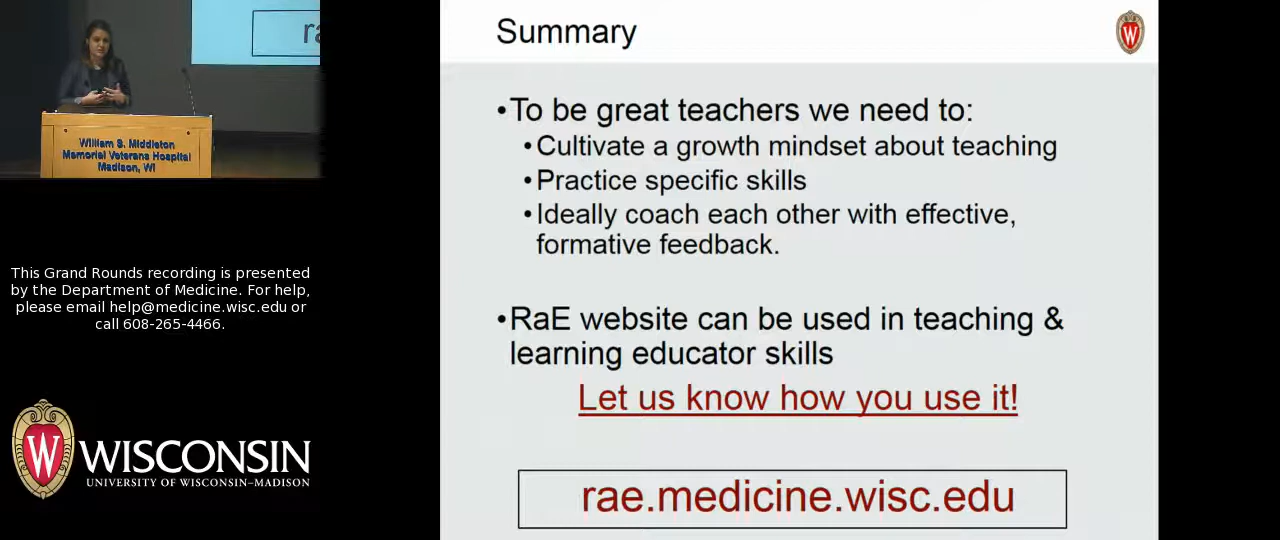 ra
William S. Middleton
Memorial Veterans Hospital
Madison, WI
This Grand Rounds recording is presented
by the Department of Medicine. For help,
please email help@medicine.wisc.edu or
call 608-265-4466.
W
WISCONSIN
UNIVERSITY OF WISCONSIN–MADISON
Summary
W
•To be great teachers we need to:
•Cultivate a growth mindset about teaching
•Practice specific skills
•Ideally coach each other with effective,
formative feedback.
•RaE website can be used in teaching &
learning educator skills
Let us know how you use it!
rae.medicine.wisc.edu